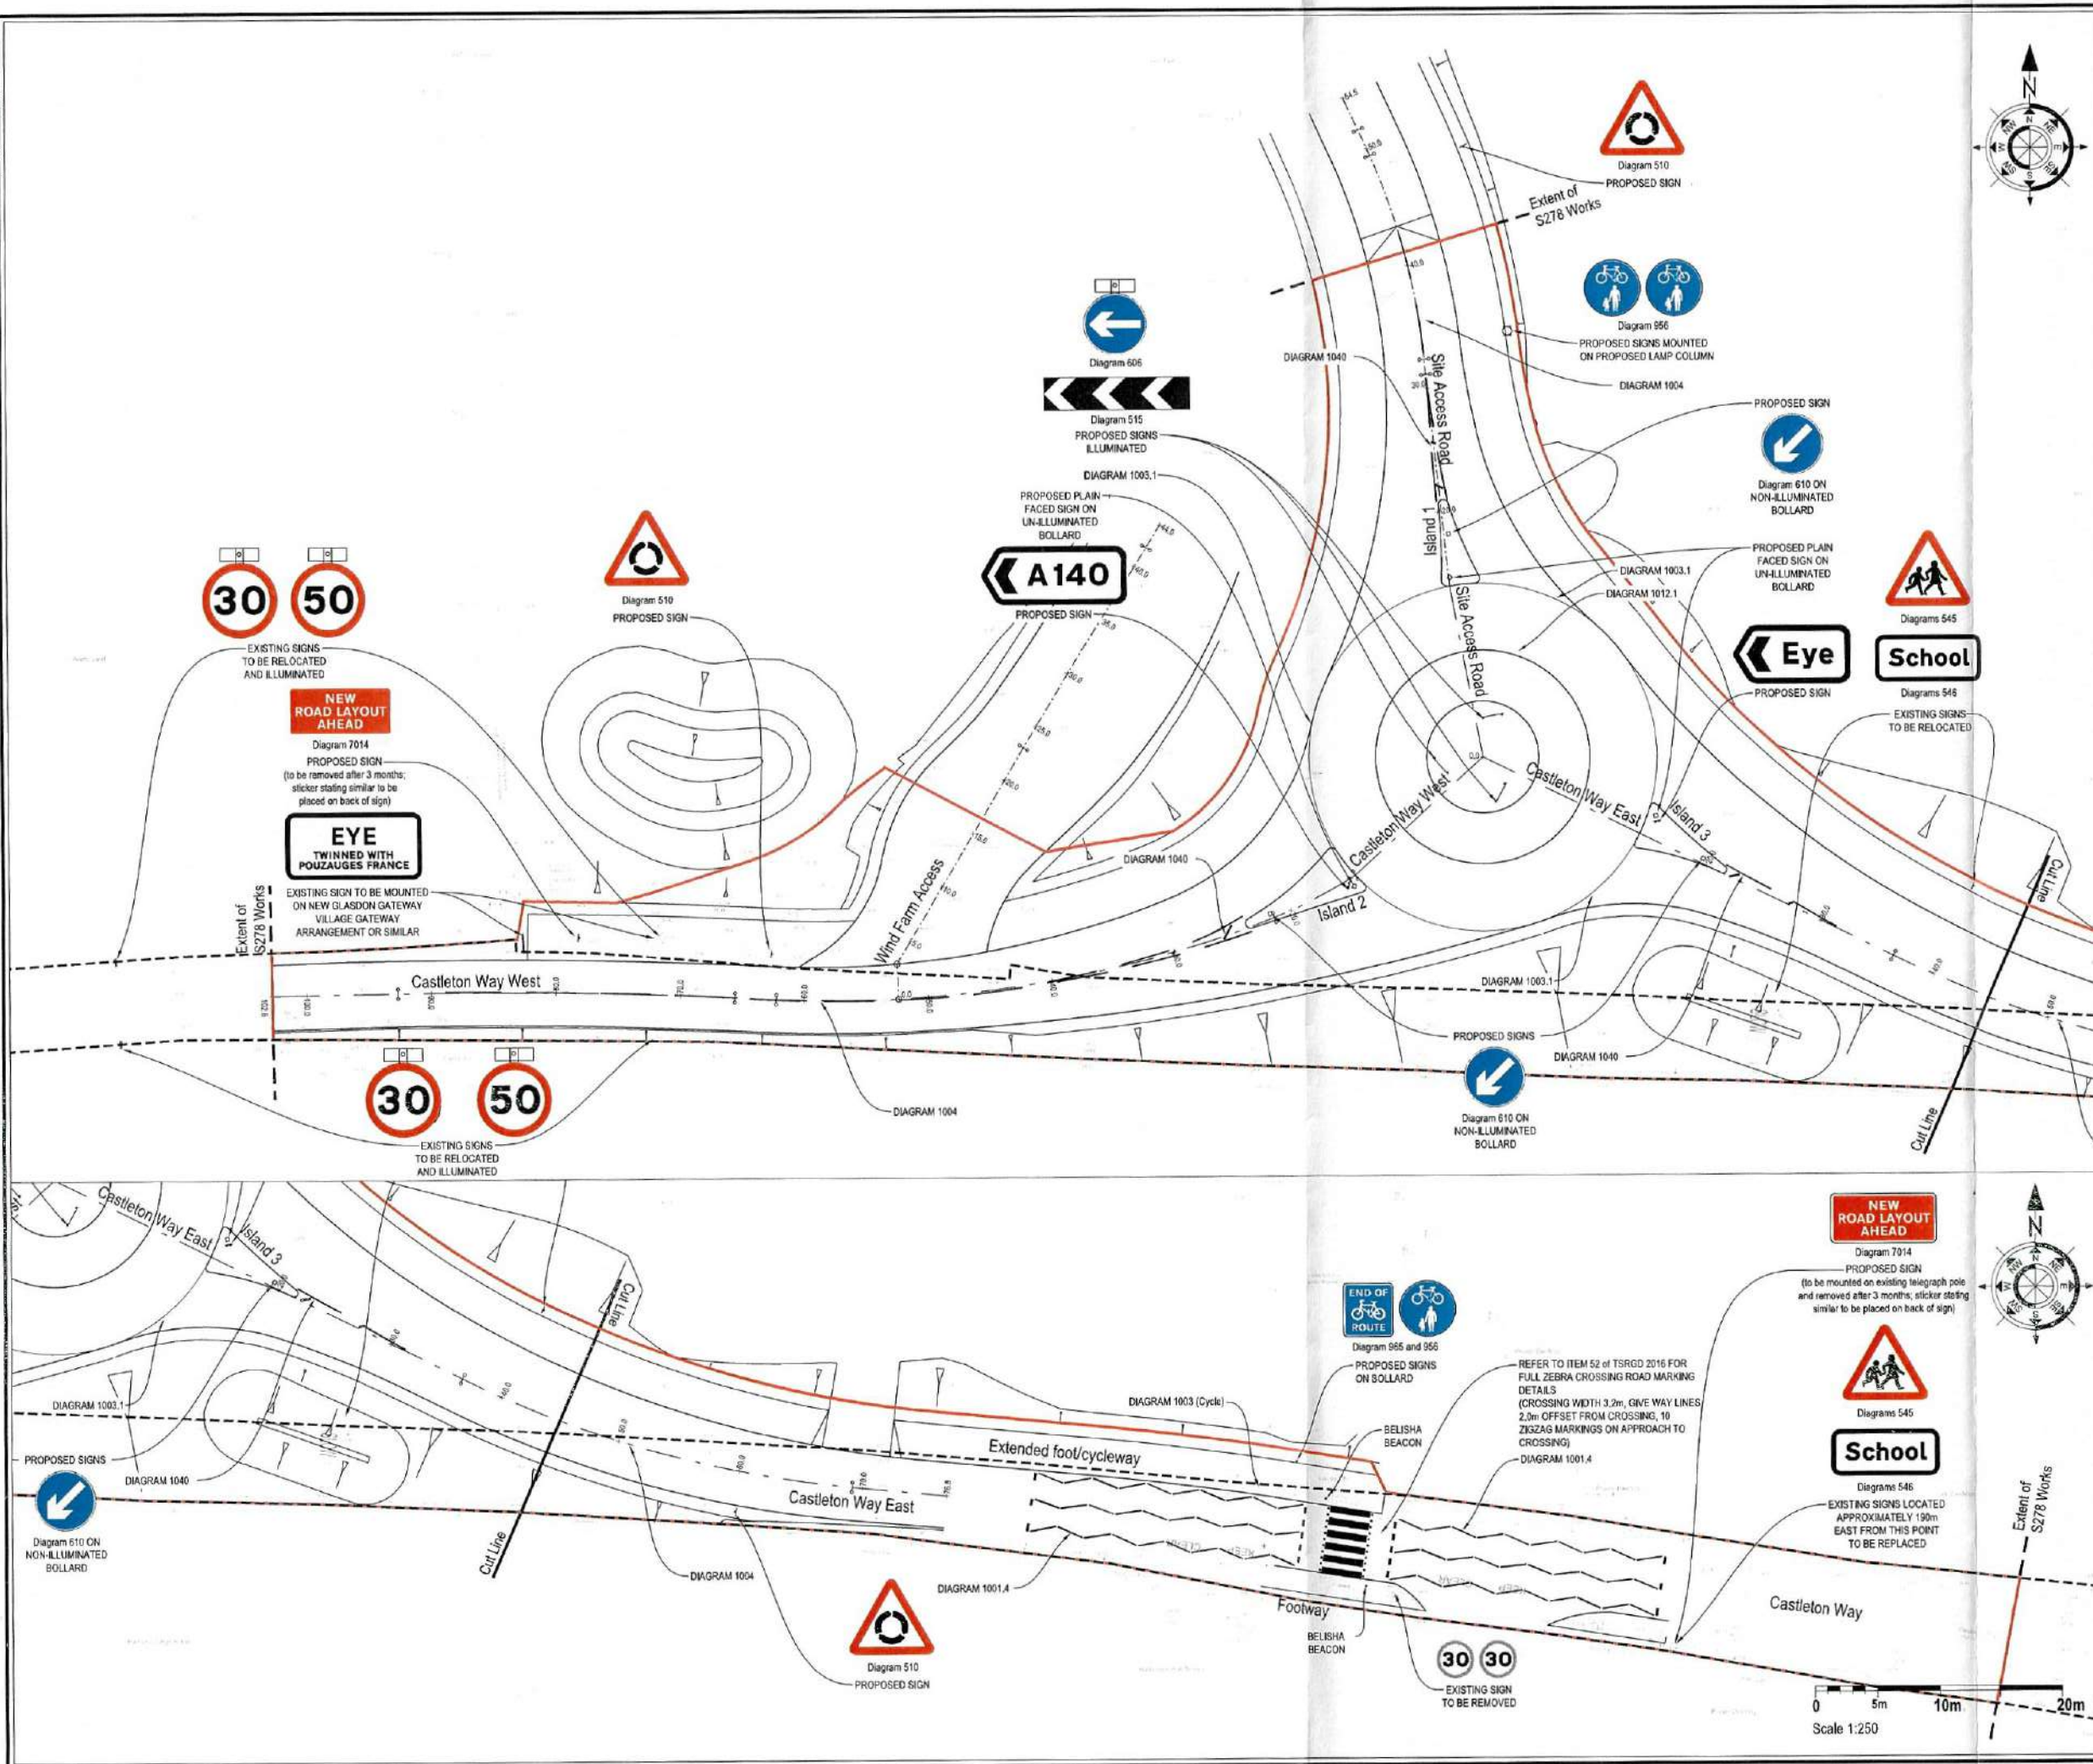 N
Diagram 510
PROPOSED SIGN
Extent of
S278 Works
Diagram 956
PROPOSED SIGNS MOUNTED
ON PROPOSED LAMP COLUMN
DIAGRAM 1004
Diagram 606
DIAGRAM 1040
Diagram 515
PROPOSED SIGNS
ILLUMINATED
DIAGRAM 1003.1
PROPOSED PLAIN
FACED SIGN ON
UN-ILLUMINATED
BOLLARD
A140
PROPOSED SIGN
Site Access Road
Island 1
Site Access Road
PROPOSED SIGN
Diagram 610 ON
NON-ILLUMINATED
BOLLARD
PROPOSED PLAIN
FACED SIGN ON
UN-ILLUMINATED
BOLLARD
DIAGRAM 1003.1
DIAGRAM 1012.1
Diagrams 545
Eye
School
PROPOSED SIGN
Diagrams 546
EXISTING SIGNS
TO BE RELOCATED
30 50
EXISTING SIGNS
TO BE RELOCATED
AND ILLUMINATED
Diagram 510
PROPOSED SIGN
NEW
ROAD LAYOUT
AHEAD
Diagram 7014
PROPOSED SIGN
(to be removed after 3 months;
sticker stating similar to be
placed on back of sign)
EYE
TWINNED WITH
POUZAUGES FRANCE
EXISTING SIGN TO BE MOUNTED
ON NEW GLASDON GATEWAY
VILLAGE GATEWAY
ARRANGEMENT OR SIMILAR
Extent of
S278 Works
Castleton Way West
Wind Farm Access
DIAGRAM 1040
Castleton Way West
Island 2
Castleton Way East
Island 3
Cut Line
DIAGRAM 1003.1
PROPOSED SIGNS
DIAGRAM 1040
Diagram 610 ON
NON-ILLUMINATED
BOLLARD
DIAGRAM 1004
30 50
EXISTING SIGNS
TO BE RELOCATED
AND ILLUMINATED
Cut Line
Castleton Way East
Island 3
Cut Line
DIAGRAM 1003.1
PROPOSED SIGNS
DIAGRAM 1040
Diagram 610 ON
NON-ILLUMINATED
BOLLARD
Cut Line
DIAGRAM 1004
Diagram 510
PROPOSED SIGN
Castleton Way East
Extended foot/cycleway
DIAGRAM 1003 (Cycle)
DIAGRAM 1001.4
END OF
ROUTE
Diagram 965 and 956
PROPOSED SIGNS
ON BOLLARD
BELISHA
BEACON
REFER TO ITEM 52 of TSRGD 2016 FOR
FULL ZEBRA CROSSING ROAD MARKING
DETAILS
(CROSSING WIDTH 3.2m, GIVE WAY LINES
2.0m OFFSET FROM CROSSING, 10
ZIGZAG MARKINGS ON APPROACH TO
CROSSING)
DIAGRAM 1001.4
Footway
BELISHA
BEACON
30 30
EXISTING SIGN
TO BE REMOVED
NEW
ROAD LAYOUT
AHEAD
Diagram 7014
PROPOSED SIGN
(to be mounted on existing telegraph pole
and removed after 3 months; sticker stating
similar to be placed on back of sign)
N
Diagrams 545
School
Diagrams 546
EXISTING SIGNS LOCATED
APPROXIMATELY 190m
EAST FROM THIS POINT
TO BE REPLACED
Extent of
S278 Works
Castleton Way
0 5m 10m 20m
Scale 1:250